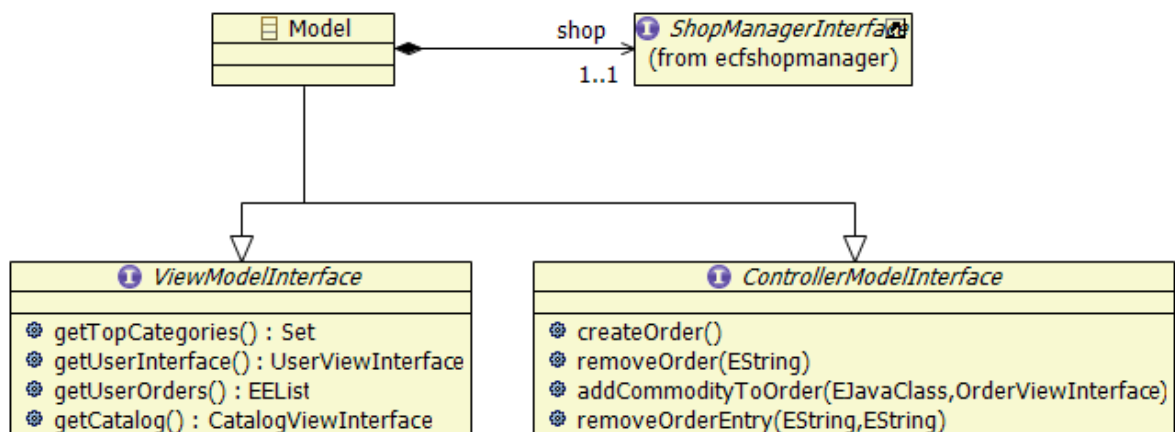 Model
shop
1..1
ShopManagerInterface
(from ecfshopmanager)
ViewModelInterface
getTopCategories() : Set
getUserInterface() : UserViewInterface
getUserOrders() : EEList
getCatalog() : CatalogViewInterface
ControllerModelInterface
createOrder()
removeOrder(EString)
addCommodityToOrder(EJavaClass,OrderViewInterface)
removeOrderEntry(EString,EString)